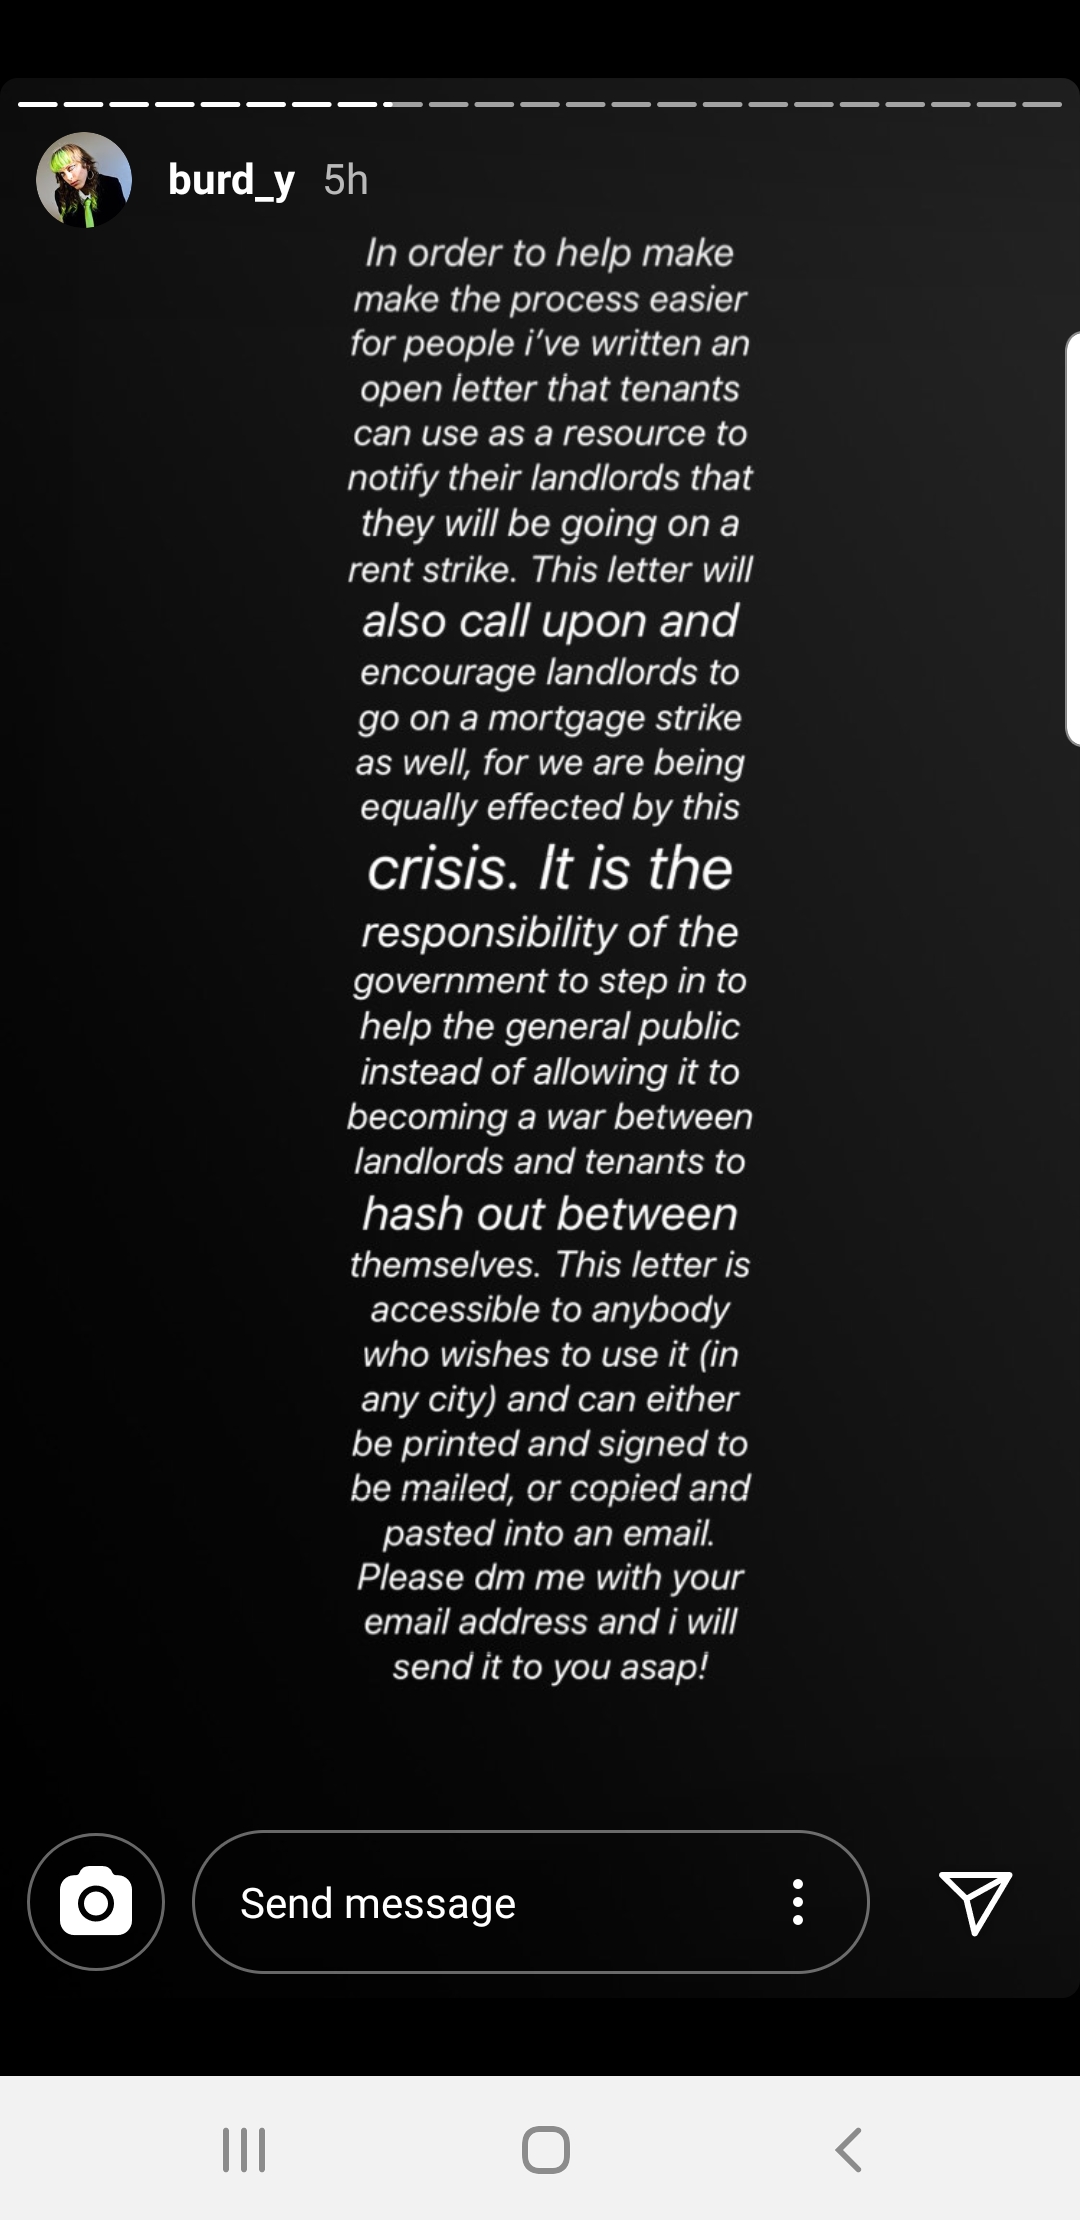 burd_y 5h
In order to help make
make the process easier
for people i've written an
open letter that tenants
can use as a resource to
notify their landlords that
they will be going on a
rent strike. This letter will
also call upon and
encourage landlords to
go on a mortgage strike
as well, for we are being
equally effected by this
crisis. It is the
responsibility of the
government to step in to
help the general public
instead of allowing it to
becoming a war between
landlords and tenants to
hash out between
themselves. This letter is
accessible to anybody
who wishes to use it (in
any city) and can either
be printed and signed to
be mailed, or copied and
pasted into an email.
Please dm me with your
email address and i will
send it to you asap!
Send message